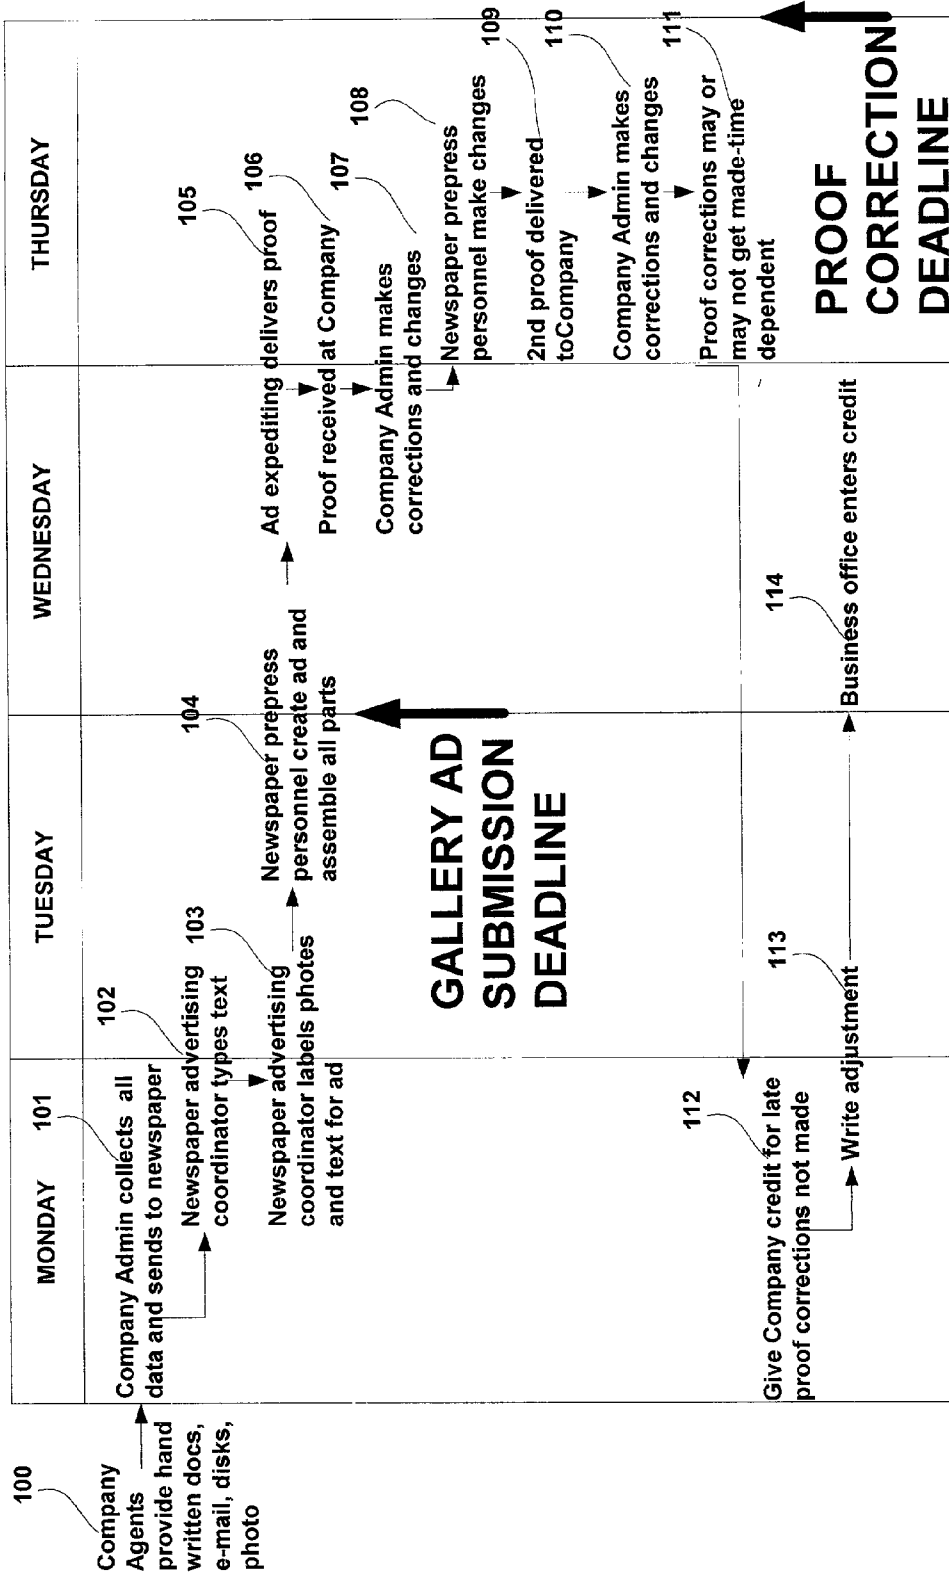 MONDAY
TUESDAY
WEDNESDAY
THURSDAY
100
Company
Agents
provide hand
written docs,
e-mail, disks,
photo
101
Company Admin collects all
data and sends to newspaper
102
Newspaper advertising
coordinator types text
103
Newspaper advertising
coordinator labels photos
and text for ad
104
Newspaper prepress
personnel create ad and
assemble all parts
105
Ad expediting delivers proof
106
Proof received at Company
107
Company Admin makes
corrections and changes
108
Newspaper prepress
personnel make changes
109
2nd proof delivered
toCompany
110
Company Admin makes
corrections and changes
111
Proof corrections may or
may not get made-time
dependent
GALLERY AD
SUBMISSION
DEADLINE
PROOF
CORRECTION
DEADLINE
112
Give Company credit for late
proof corrections not made
113
Write adjustment
114
Business office enters credit